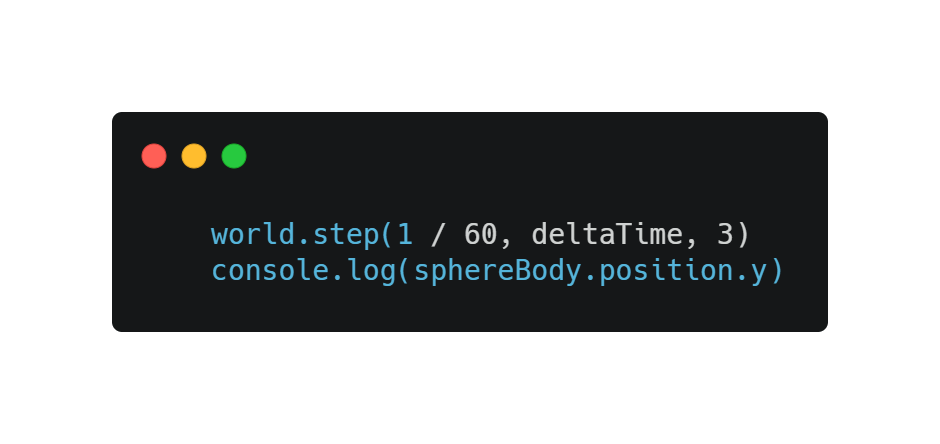 world.step(1 / 60, deltaTime, 3)
console.log(sphereBody.position.y)